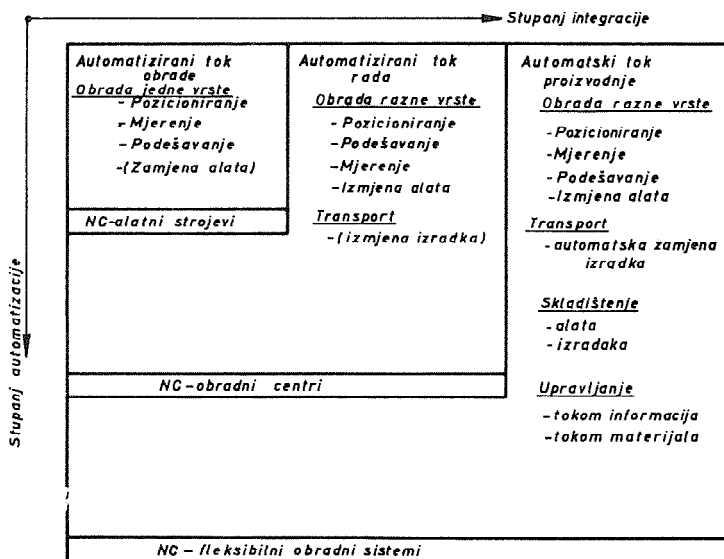 Stupanj integracije
Stupanj automatizacije
Automatizirani tok
obrade
Obrada jedne vrste
-Pozicioniranje
-Mjerenje
-Podešavanje
-(Zamjena alata)
NC-alatni strojevi
Automatizirani tok
rada
Obrada razne vrste
-Pozicioniranje
-Podešavanje
-Mjerenje
-Izmjena alata
Transport
-(izmjena izradka)
NC-obradni centri
Automatski tok
proizvodnje
Obrada razne vrste
-Pozicioniranje
-Mjerenje
-Podešavanje
-Izmjena alata
Transport
-automatska zamjena
izradka
Skladištenje
-alata
-izradaka
Upravljanje
-tokom informacija
-tokom materijala
NC-fleksibilni obradni sistemi